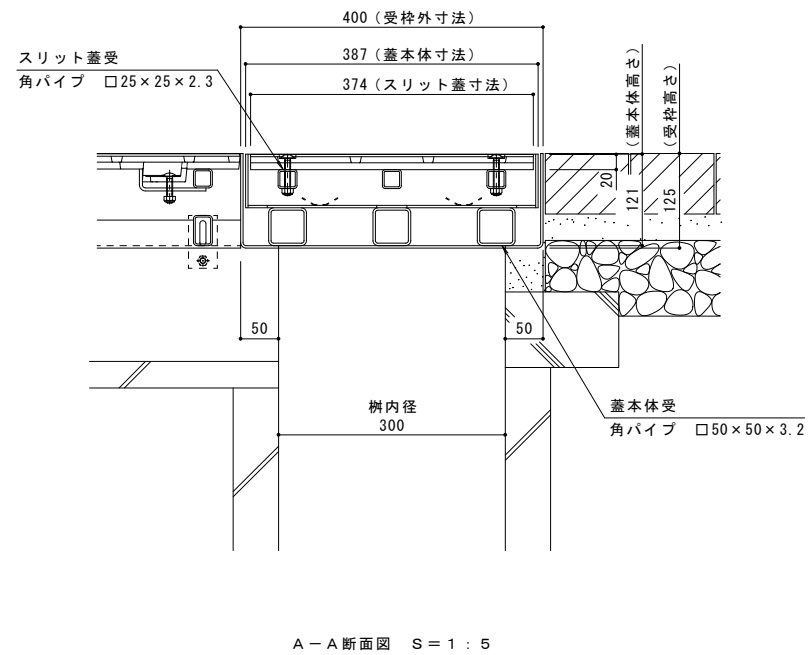 400（受枠外寸法）
スリット蓋受
角パイプ　□25×25×2.3
387（蓋本体寸法）
374（スリット蓋寸法）
20
121（蓋本体高さ）
125（受枠高さ）
50
50
桝内径
300
蓋本体受
角パイプ　□50×50×3.2
A－A断面図　S＝1：5